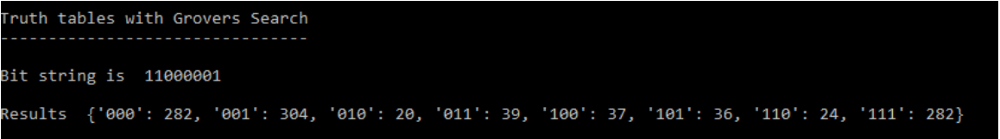 Truth tables with Grovers Search
--------------------------------
Bit string is  11000001
Results  {'000': 282, '001': 304, '010': 20, '011': 39, '100': 37, '101': 36, '110': 24, '111': 282}